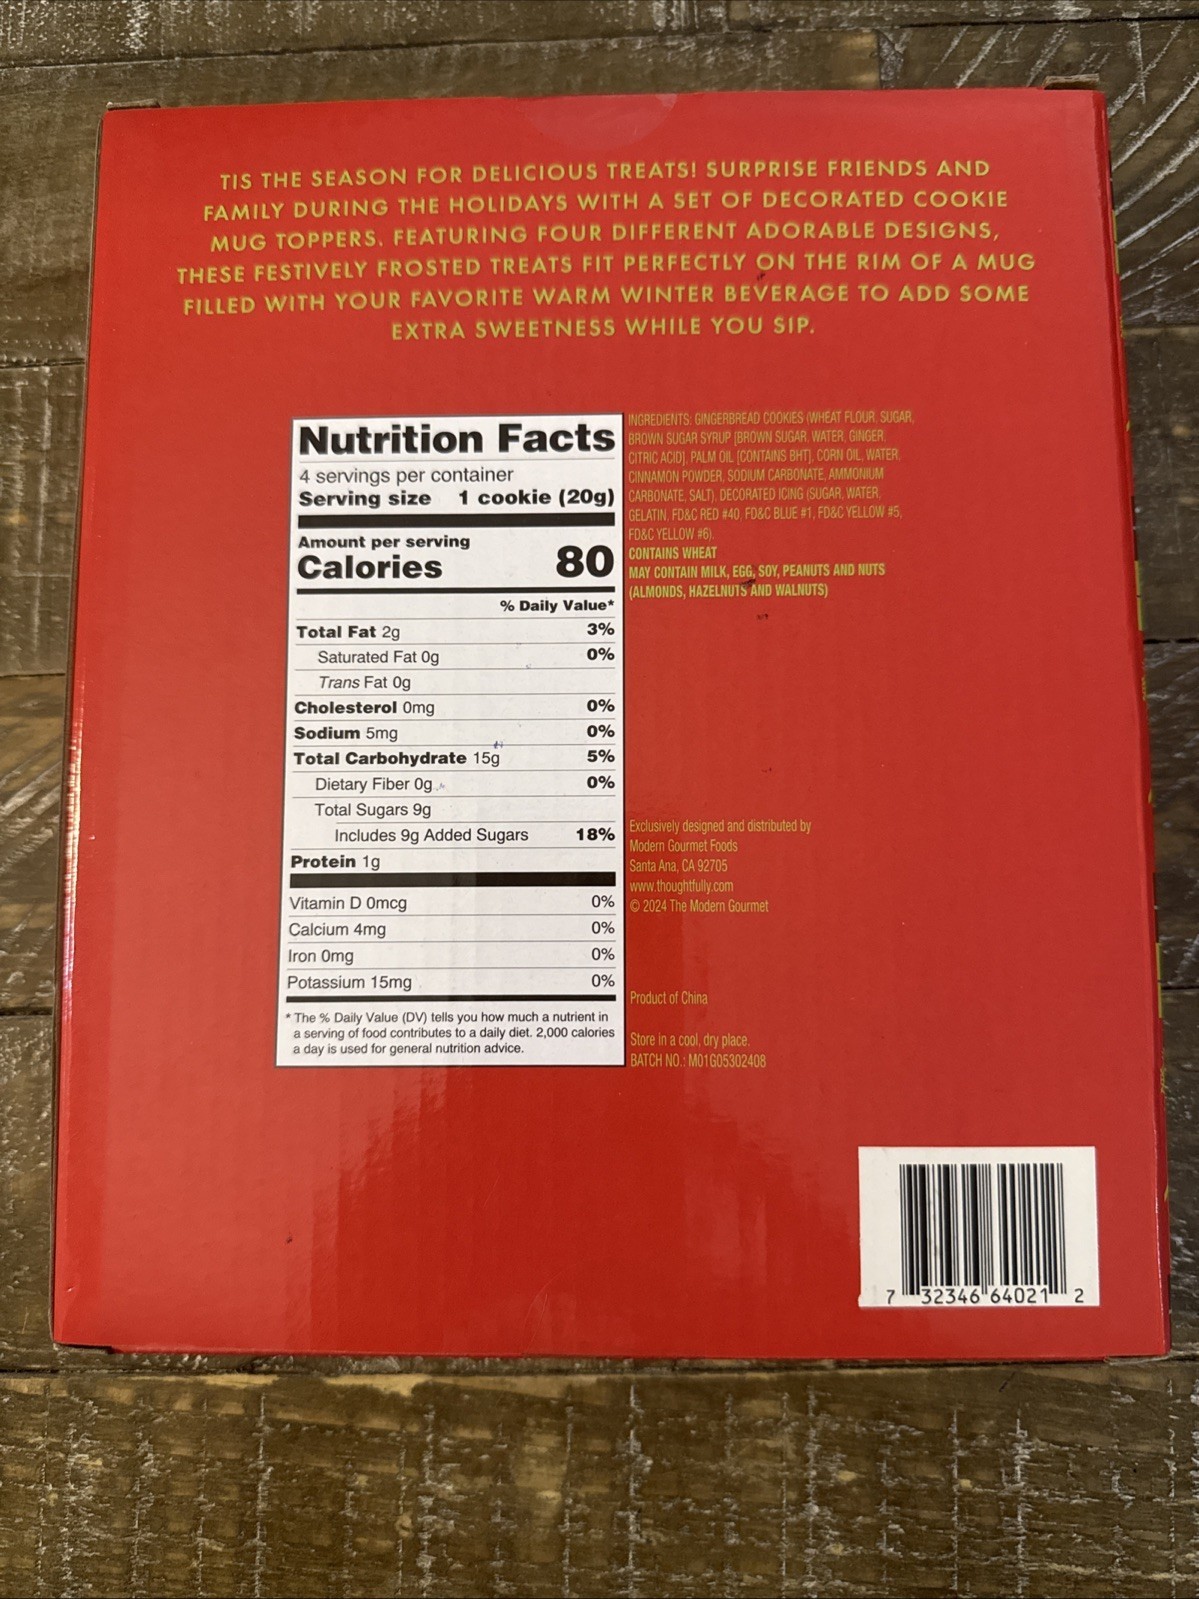 TIS THE SEASON FOR DELICIOUS TREATS! SURPRISE FRIENDS AND
FAMILY DURING THE HOLIDAYS WITH A SET OF DECORATED COOKIE
MUG TOPPERS. FEATURING FOUR DIFFERENT ADORABLE DESIGNS,
THESE FESTIVELY FROSTED TREATS FIT PERFECTLY ON THE RIM OF A MUG
FILLED WITH YOUR FAVORITE WARM WINTER BEVERAGE TO ADD SOME
EXTRA SWEETNESS WHILE YOU SIP.
Nutrition Facts
4 servings per container
Serving size 1 cookie (20g)
Amount per serving
Calories 80
% Daily Value*
Total Fat 2g 3%
Saturated Fat 0g 0%
Trans Fat 0g
Cholesterol 0mg 0%
Sodium 5mg 0%
Total Carbohydrate 15g 5%
Dietary Fiber 0g 0%
Total Sugars 9g
Includes 9g Added Sugars 18%
Protein 1g
Vitamin D 0mcg 0%
Calcium 4mg 0%
Iron 0mg 0%
Potassium 15mg 0%
* The % Daily Value (DV) tells you how much a nutrient in
a serving of food contributes to a daily diet. 2,000 calories
a day is used for general nutrition advice.
INGREDIENTS: GINGERBREAD COOKIES (WHEAT FLOUR, SUGAR,
BROWN SUGAR SYRUP [BROWN SUGAR, WATER, GINGER,
CITRIC ACID], PALM OIL [CONTAINS BHT], CORN OIL, WATER,
CINNAMON POWDER, SODIUM CARBONATE, AMMONIUM
CARBONATE, SALT), DECORATED ICING (SUGAR, WATER,
GELATIN, FD&C RED #40, FD&C BLUE #1, FD&C YELLOW #5,
FD&C YELLOW #6).
CONTAINS WHEAT
MAY CONTAIN MILK, EGG, SOY, PEANUTS AND NUTS
(ALMONDS, HAZELNUTS AND WALNUTS)
Exclusively designed and distributed by
Modern Gourmet Foods
Santa Ana, CA 92705
www.thoughtfully.com
© 2024 The Modern Gourmet
Product of China
Store in a cool, dry place.
BATCH NO.: M01G05302408
7 32346 64021 2